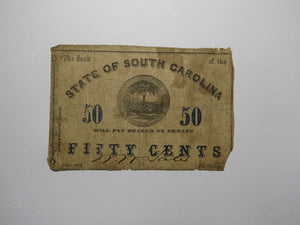 The Bank of the
STATE OF SOUTH CAROLINA
50 50
WILL PAY BEARER ON DEMAND
FIFTY CENTS